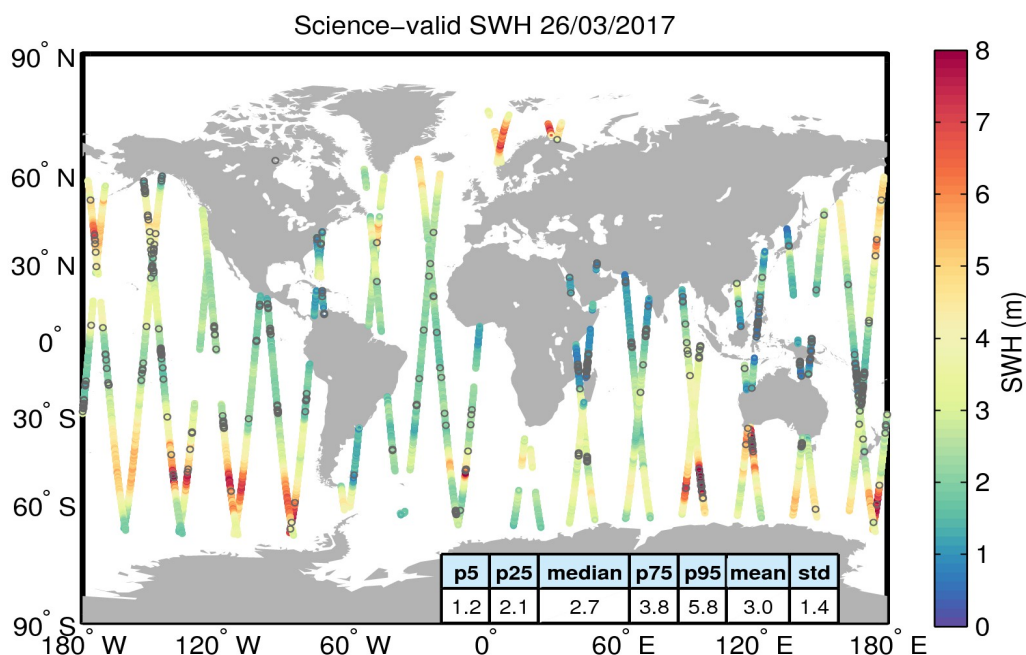 Science−valid SWH 26/03/2017
90° N
60° N
30° N
0°
30° S
60° S
90° S
180° W
120° W
60° W
0°
60° E
120° E
180° E
p5 p25 median p75 p95 mean std
1.2 2.1 2.7 3.8 5.8 3.0 1.4
8
7
6
5
4
3
2
1
0
SWH (m)